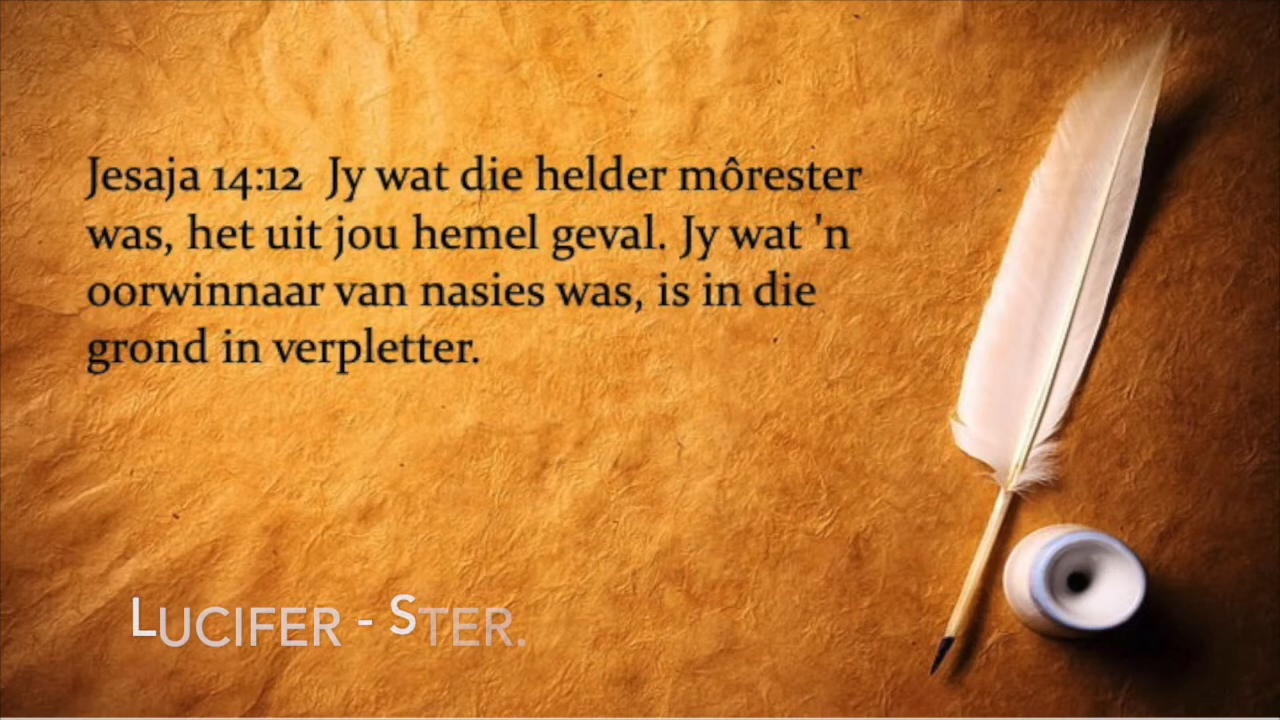 Jesaja 14:12  Jy wat die helder môrester
was, het uit jou hemel geval. Jy wat 'n
oorwinnaar van nasies was, is in die
grond in verpletter.
LUCIFER - STER.